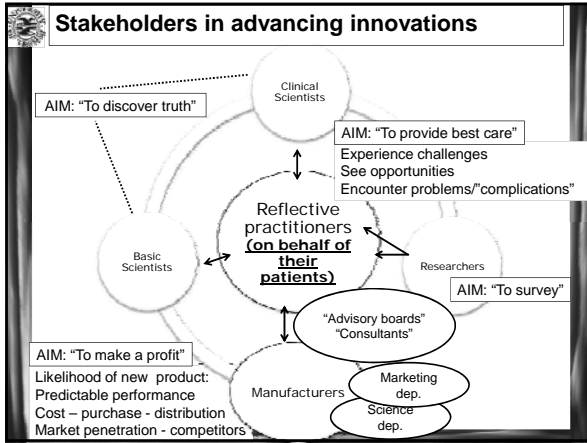 Stakeholders in advancing innovations
Clinical
Scientists
AIM: “To discover truth”
AIM: “To provide best care”
Experience challenges
See opportunities
Encounter problems/”complications”
Reflective
practitioners
(on behalf of
their
patients)
Basic
Scientists
Researchers
AIM: “To survey”
“Advisory boards”
“Consultants”
AIM: “To make a profit”
Likelihood of new product:
Predictable performance
Cost – purchase - distribution
Market penetration - competitors
Manufacturers
Marketing
dep.
Science
dep.